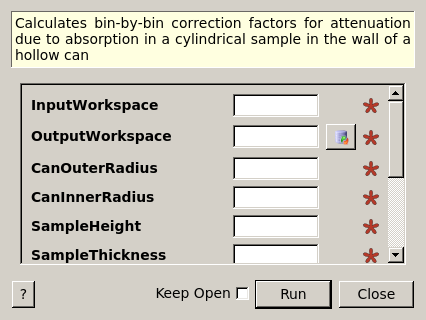 Calculates bin-by-bin correction factors for attenuation
due to absorption in a cylindrical sample in the wall of a
hollow can
InputWorkspace
OutputWorkspace
CanOuterRadius
CanInnerRadius
SampleHeight
SampleThickness
? Keep Open Run Close